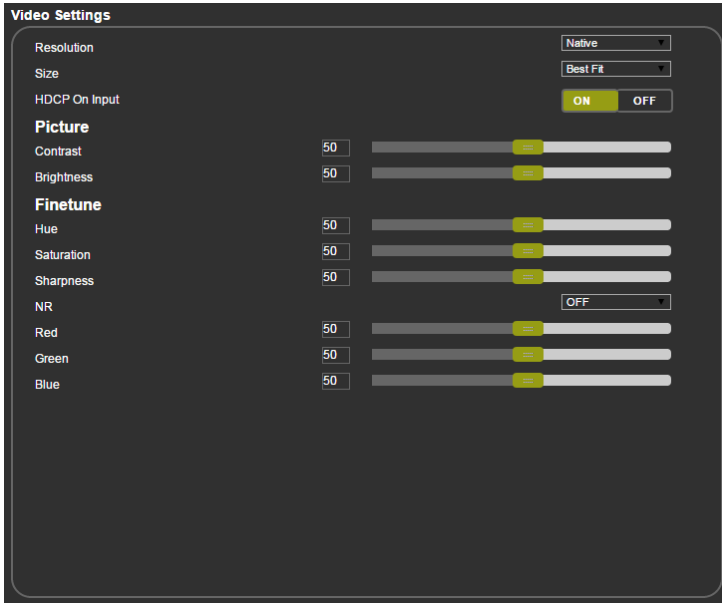 Video Settings
Resolution Native
Size Best Fit
HDCP On Input ON OFF
Picture
Contrast 50
Brightness 50
Finetune
Hue 50
Saturation 50
Sharpness 50
NR OFF
Red 50
Green 50
Blue 50